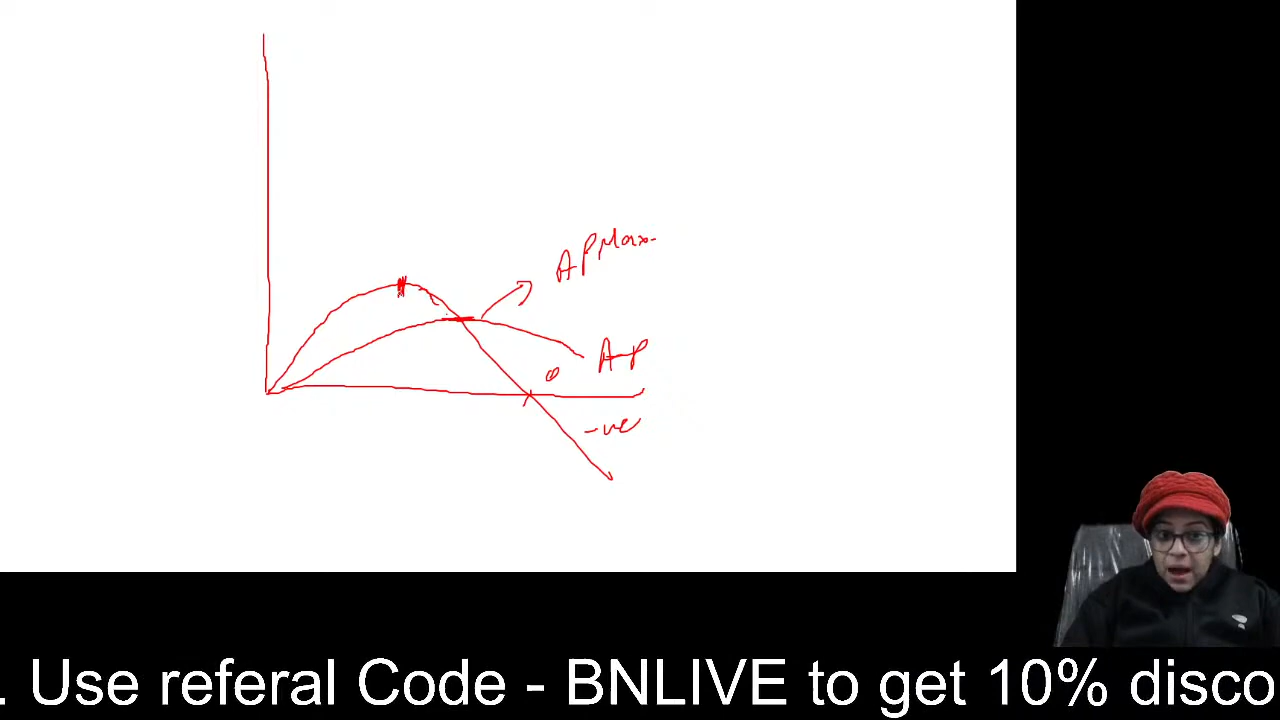 AP Max.
AP
0
-ve
. Use referal Code - BNLIVE to get 10% disco